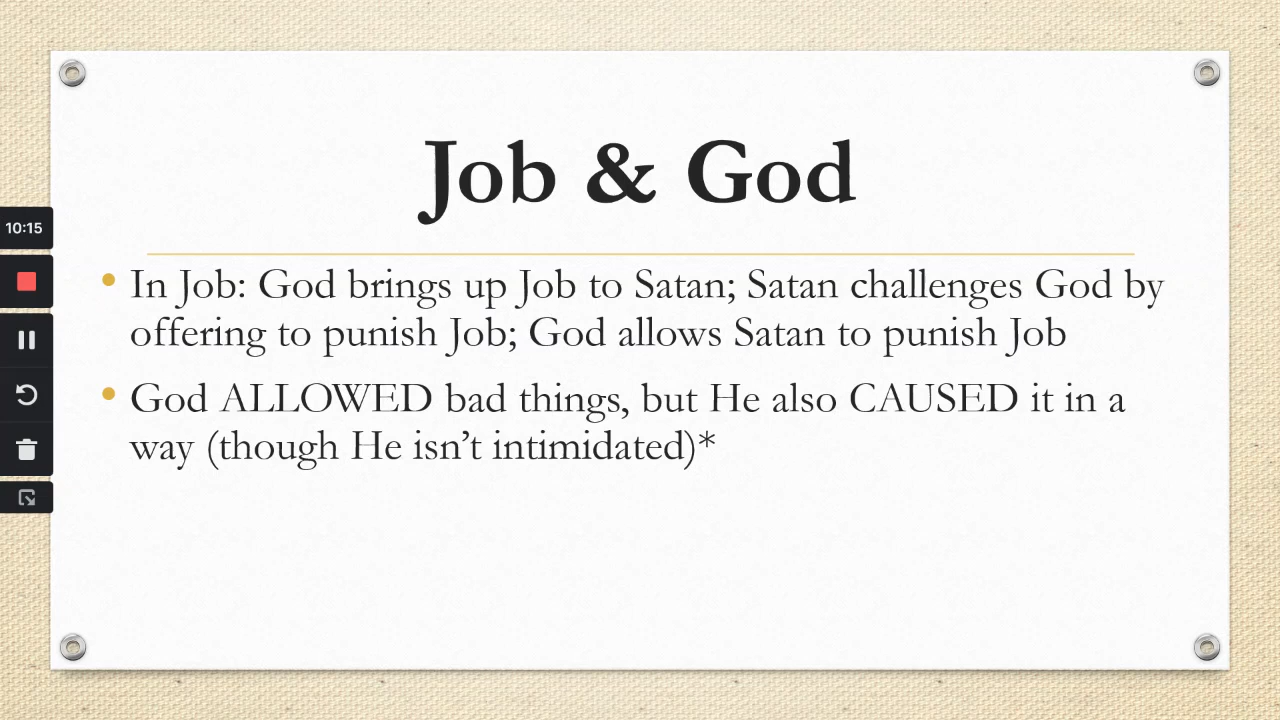 Job & God
10:15
• In Job: God brings up Job to Satan; Satan challenges God by
offering to punish Job; God allows Satan to punish Job
• God ALLOWED bad things, but He also CAUSED it in a
way (though He isn’t intimidated)*